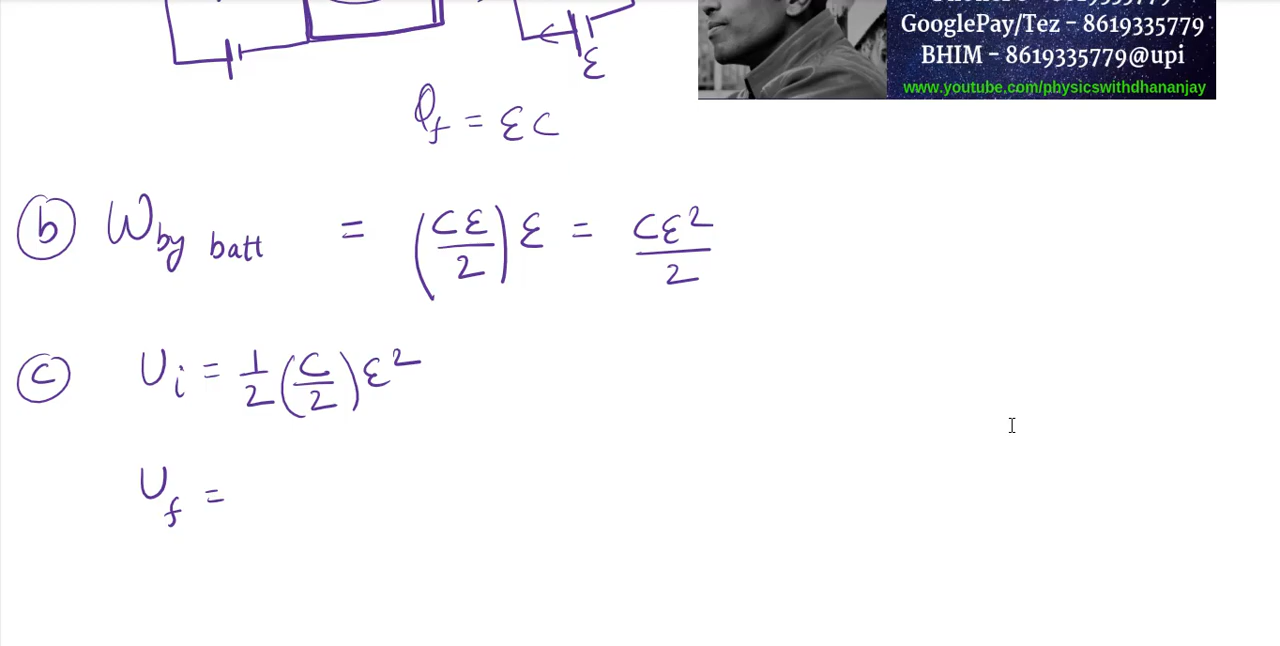 GooglePay/Tez - 8619335779
BHIM - 8619335779@upi
www.youtube.com/physicswithdhananjay
ε
Q_f = εC
(b) W_by batt = (Cε/2) ε = Cε²/2
(c) U_i = 1/2 (C/2) ε²
U_f =